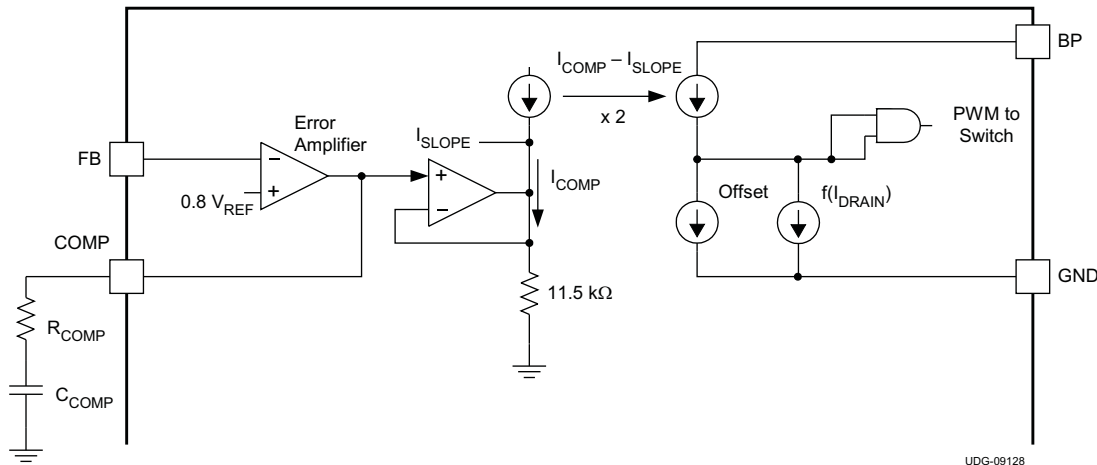 BP
I_COMP – I_SLOPE
x 2
PWM to
Switch
Error
Amplifier
I_SLOPE
FB
−
+
0.8 V_REF
+
−
I_COMP
Offset
f(I_DRAIN)
COMP
GND
11.5 kΩ
R_COMP
C_COMP
UDG-09128